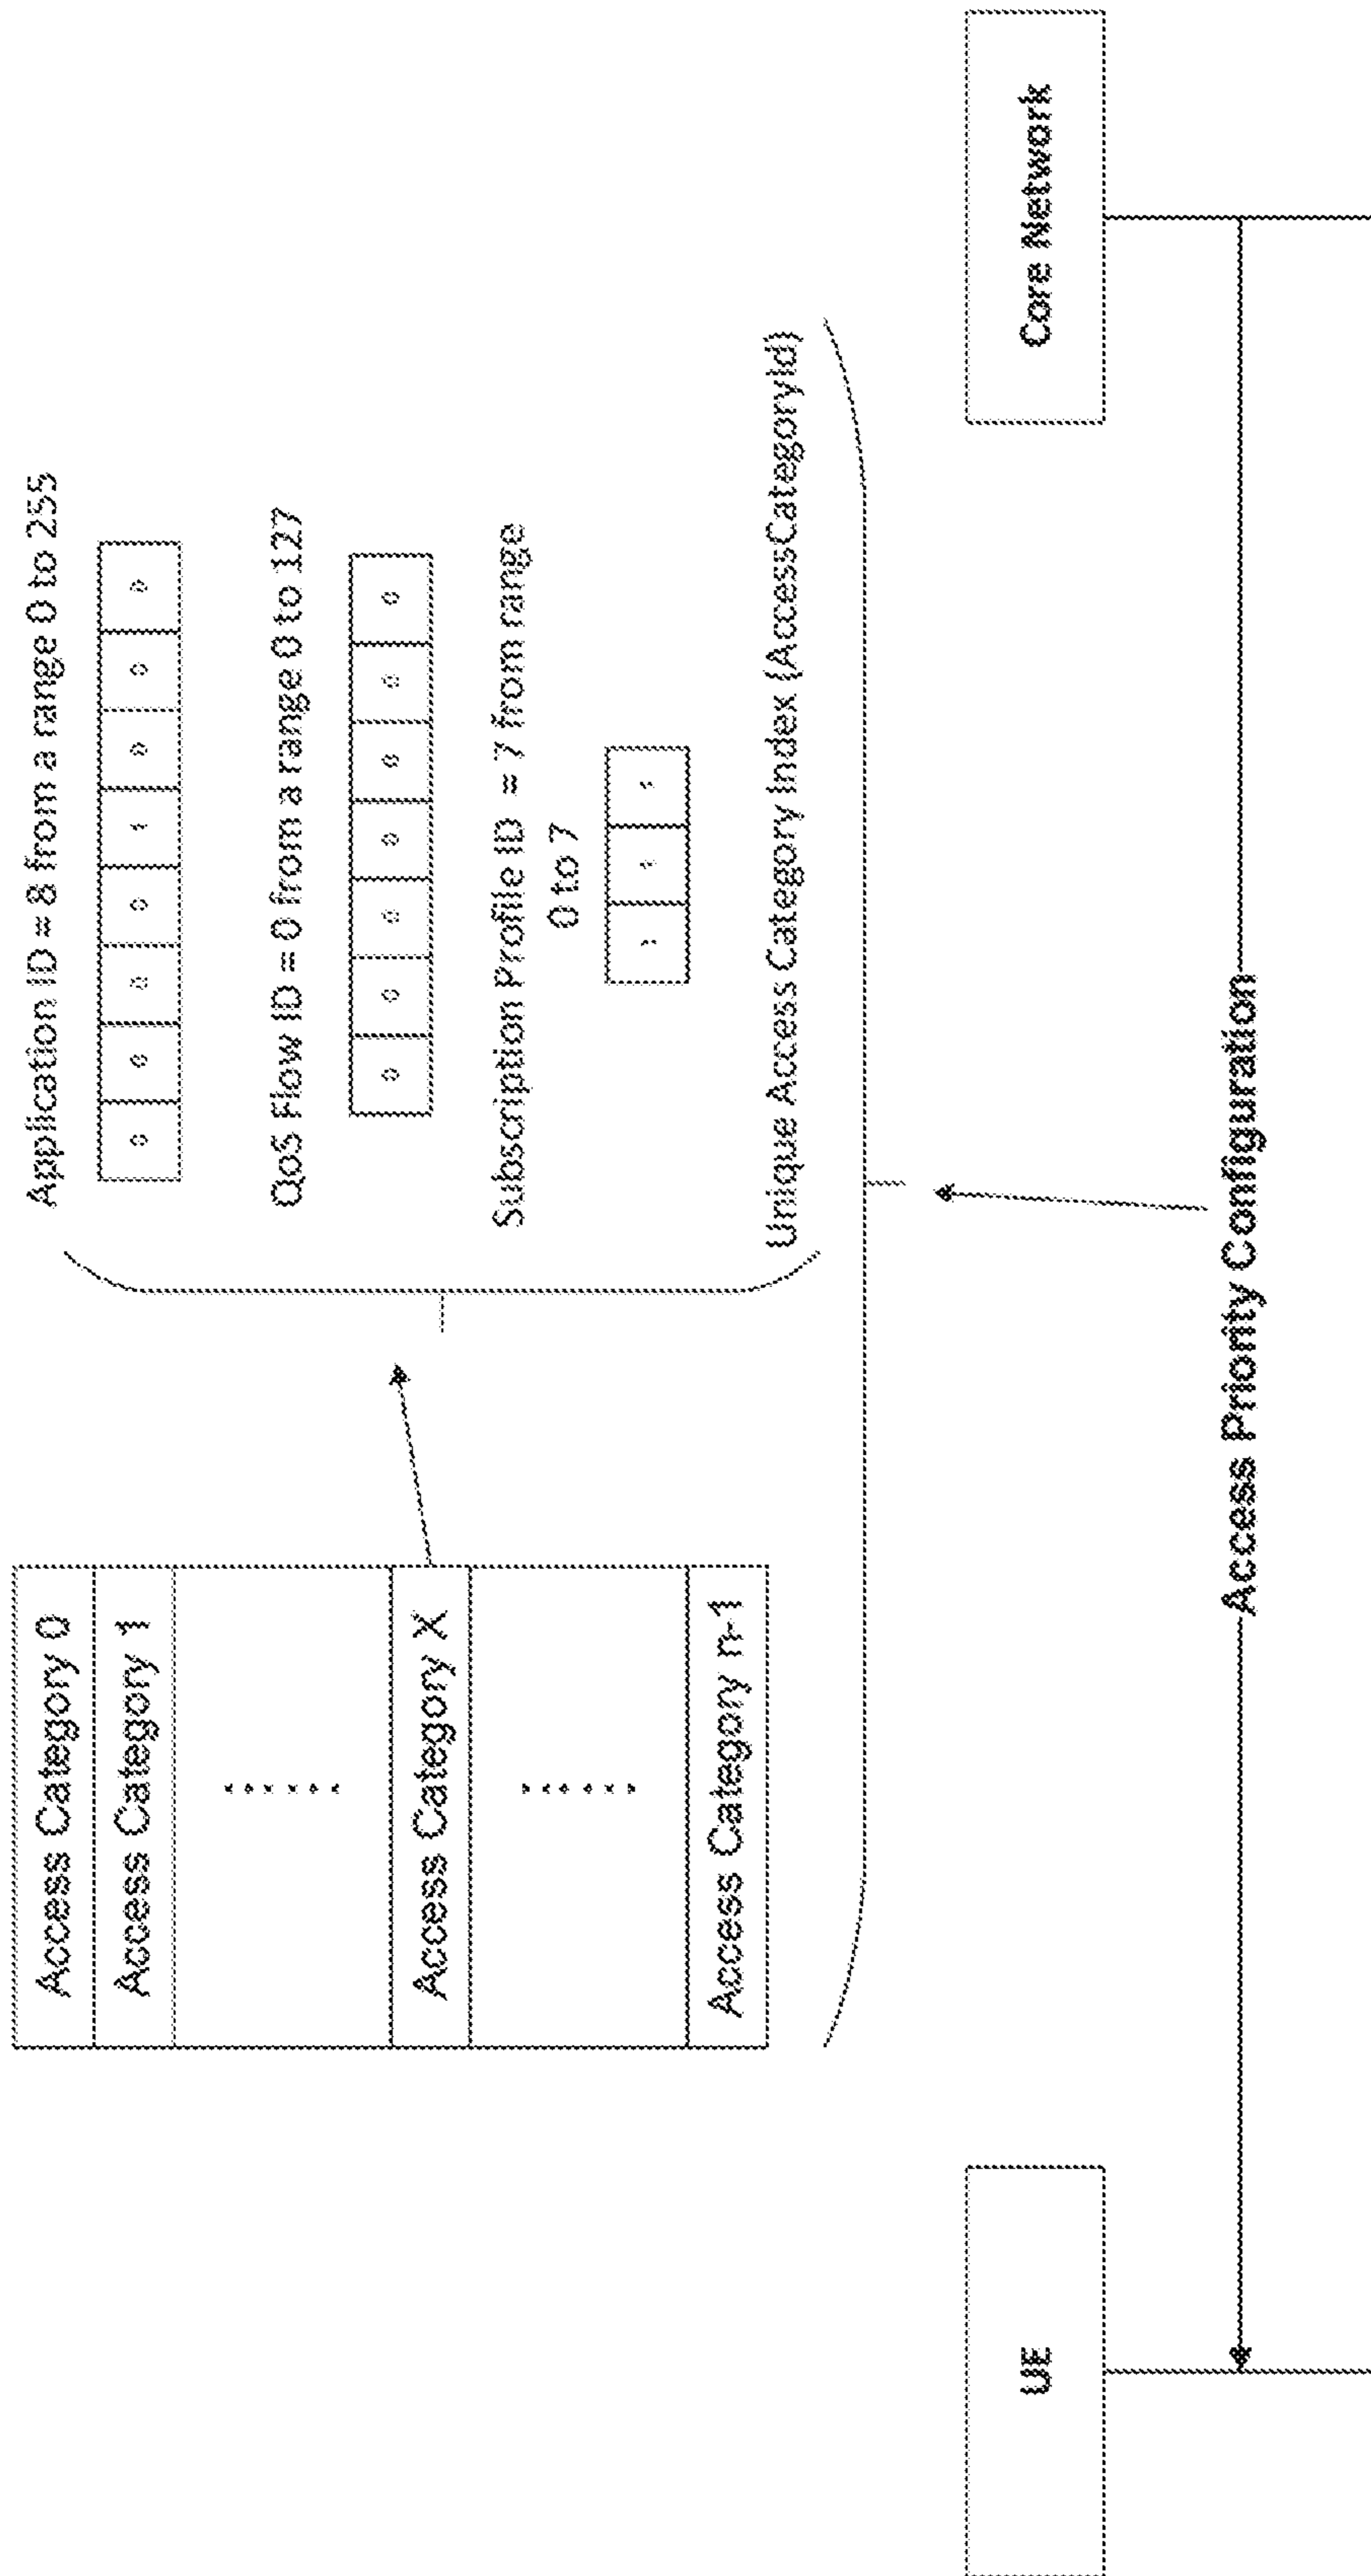 Access Category 0
Access Category 1
......
Access Category X
......
Access Category n-1
Application ID = 8 from a range 0 to 255
0 0 0 0 1 0 0 0
QoS Flow ID = 0 from a range 0 to 127
0 0 0 0 0 0 0
Subscription Profile ID = 7 from range
0 to 7
1 1 1
Unique Access Category Index (AccessCategoryId)
UE
Core Network
Access Priority Configuration